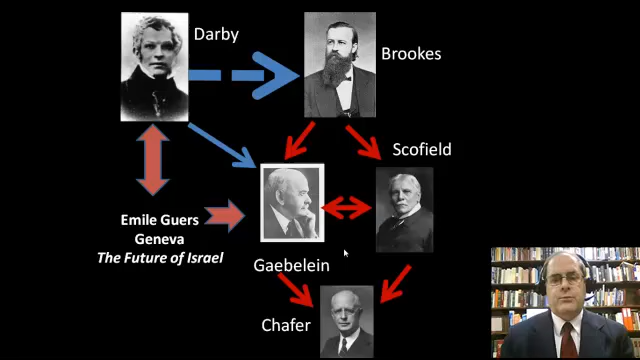 Darby
Brookes
Scofield
Emile Guers
Geneva
The Future of Israel
Gaebelein
Chafer